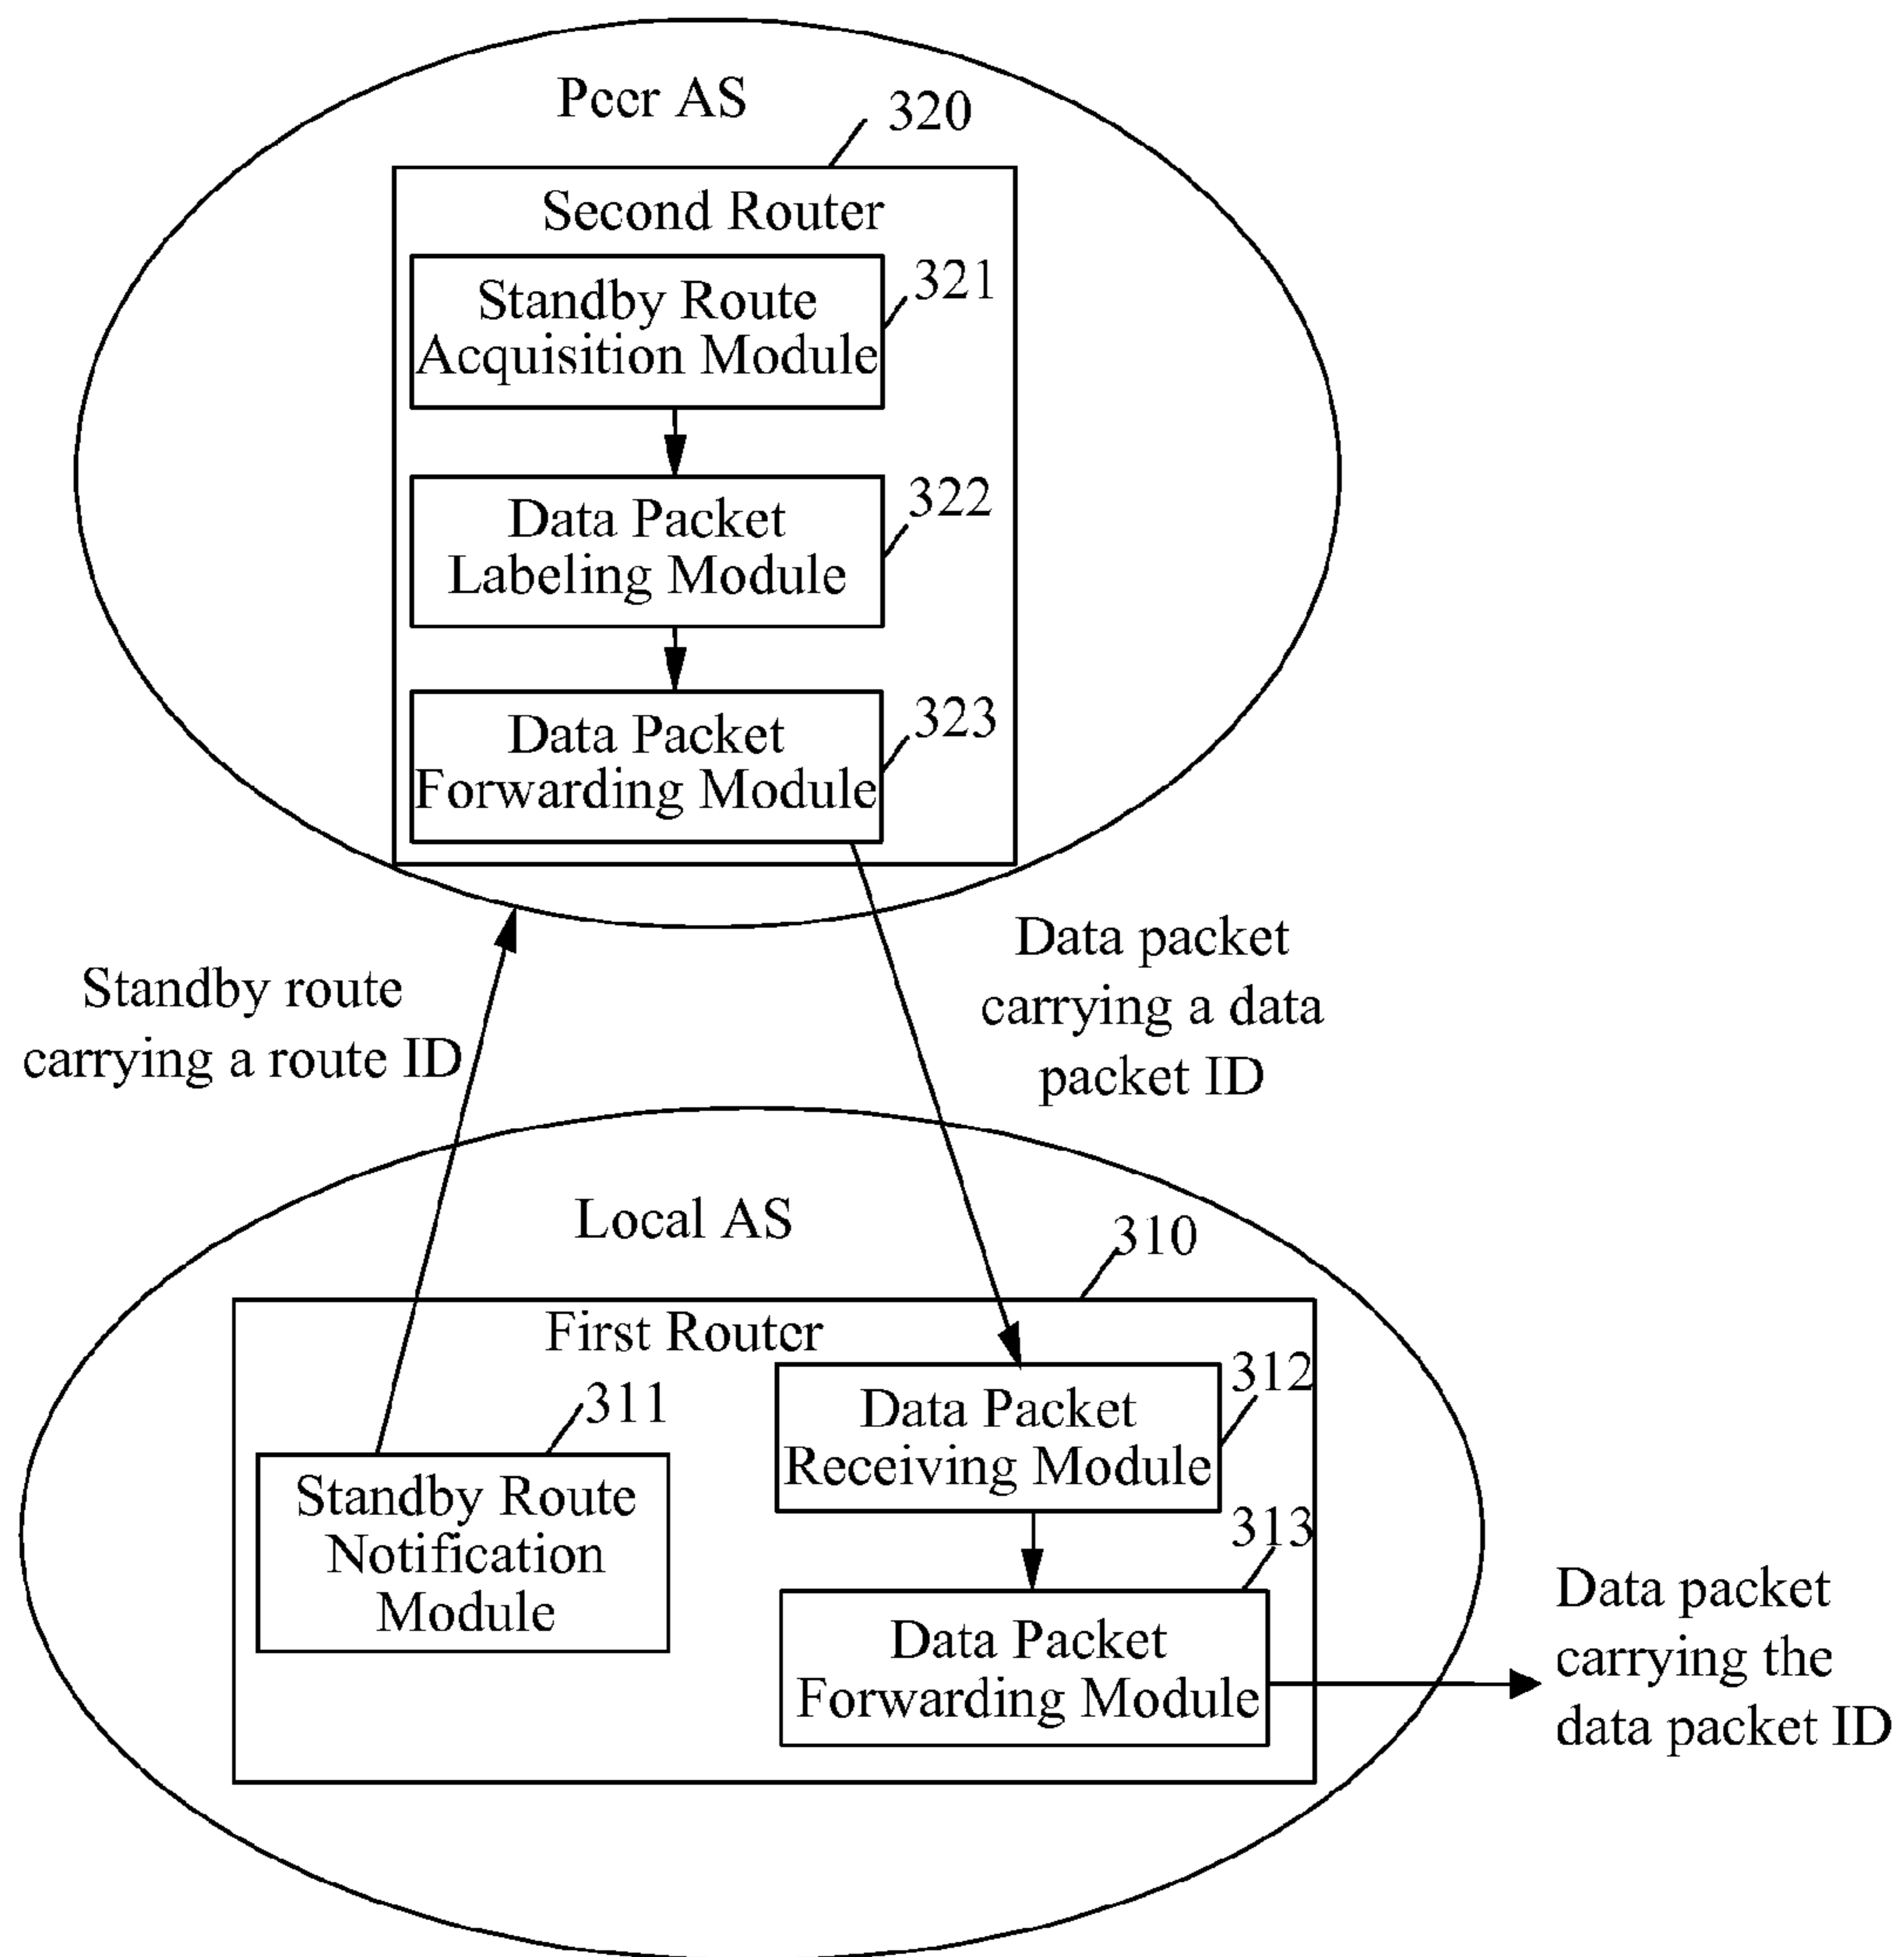 Peer AS
320
Second Router
321
Standby Route
Acquisition Module
322
Data Packet
Labeling Module
323
Data Packet
Forwarding Module
Standby route
carrying a route ID
Data packet
carrying a data
packet ID
Local AS
310
First Router
311
Standby Route
Notification
Module
312
Data Packet
Receiving Module
313
Data Packet
Forwarding Module
Data packet
carrying the
data packet ID